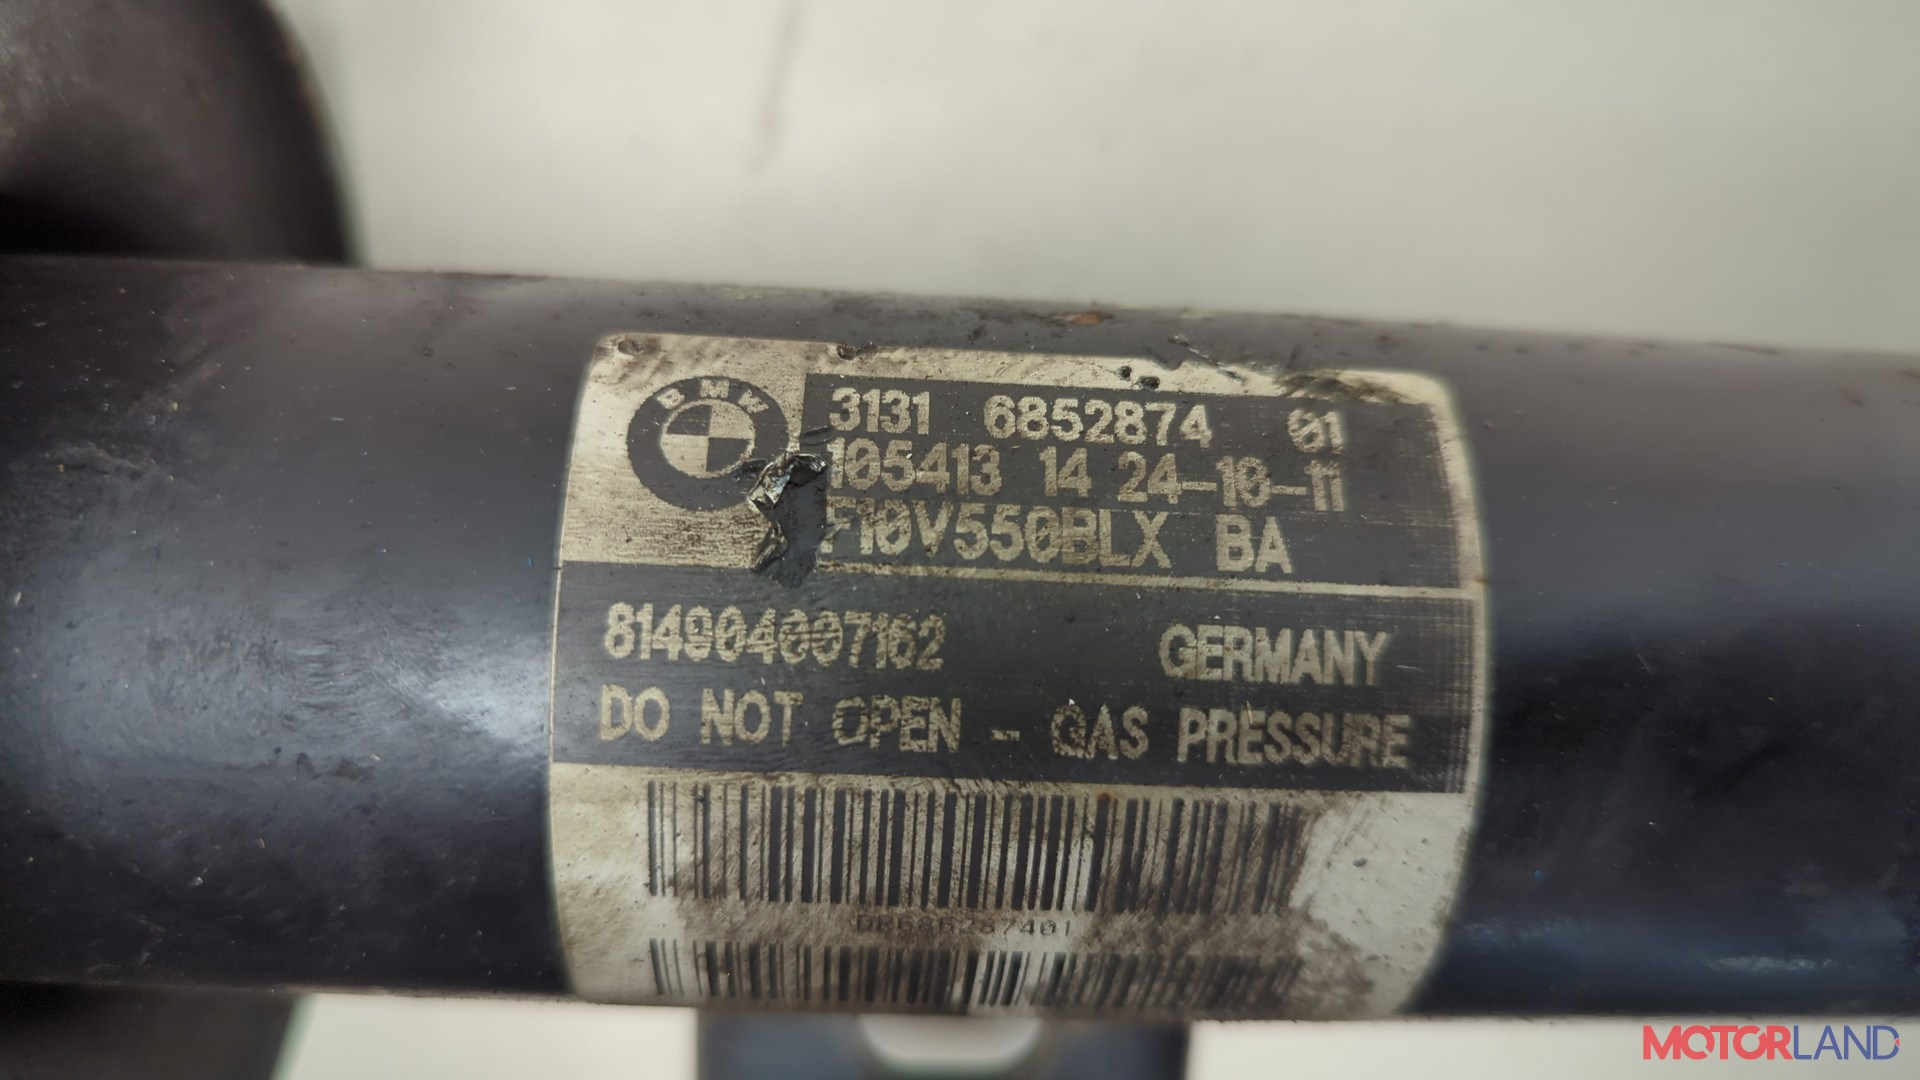 BMW
3131 6852874 01
105413 14 24-10-11
F10V550BLX BA
814904007162 GERMANY
DO NOT OPEN - GAS PRESSURE
MOTORLAND